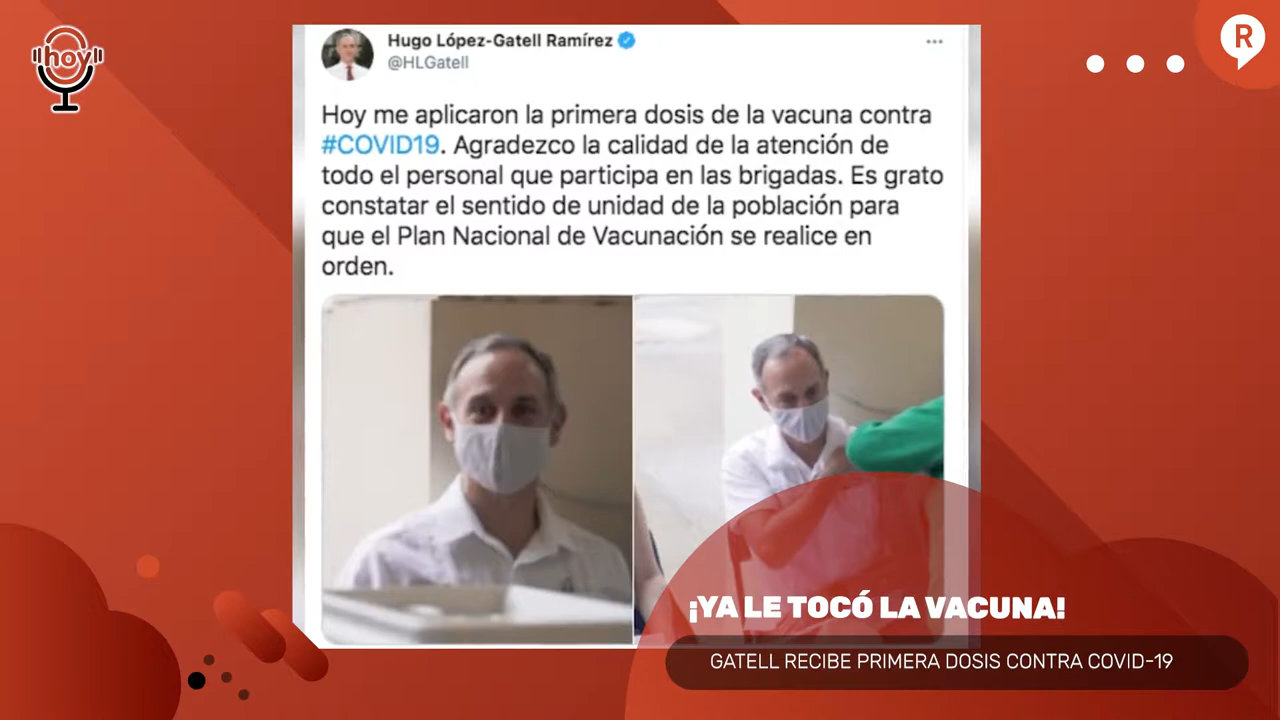 hoy
R
Hugo López-Gatell Ramírez
@HLGatell
Hoy me aplicaron la primera dosis de la vacuna contra
#COVID19. Agradezco la calidad de la atención de
todo el personal que participa en las brigadas. Es grato
constatar el sentido de unidad de la población para
que el Plan Nacional de Vacunación se realice en
orden.
¡YA LE TOCÓ LA VACUNA!
GATELL RECIBE PRIMERA DOSIS CONTRA COVID-19